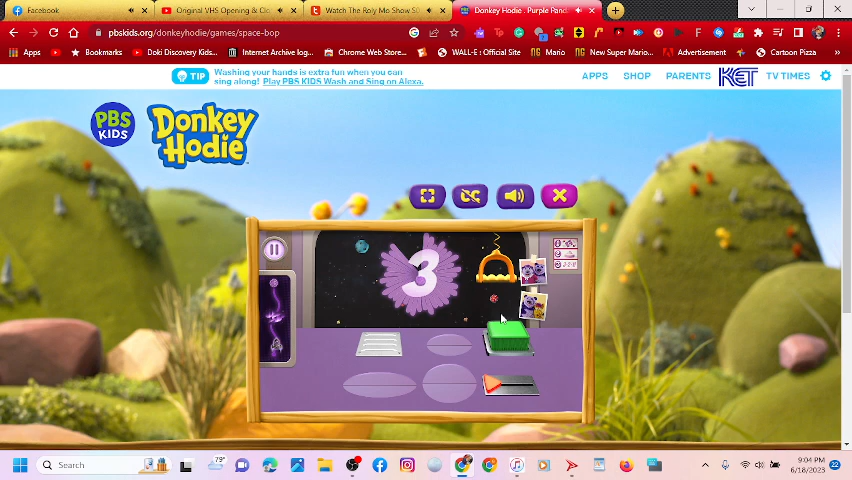 Facebook
Original VHS Opening & Clo
Watch The Roly Mo Show S0
Donkey Hodie . Purple Pand
pbskids.org/donkeyhodie/games/space-bop
Apps
YouTube
Bookmarks
Doki Discovery Kids...
Internet Archive log...
Chrome Web Store...
WALL-E : Official Site
Mario
New Super Mario...
Advertisement
Cartoon Pizza
TIP
Washing your hands is extra fun when you can
sing along! Play PBS KIDS Wash and Sing on Alexa.
APPS
SHOP
PARENTS
KET
TV TIMES
PBS
KIDS
Donkey
Hodie
CC
3
79°
Search
9:04 PM
6/18/2023
22